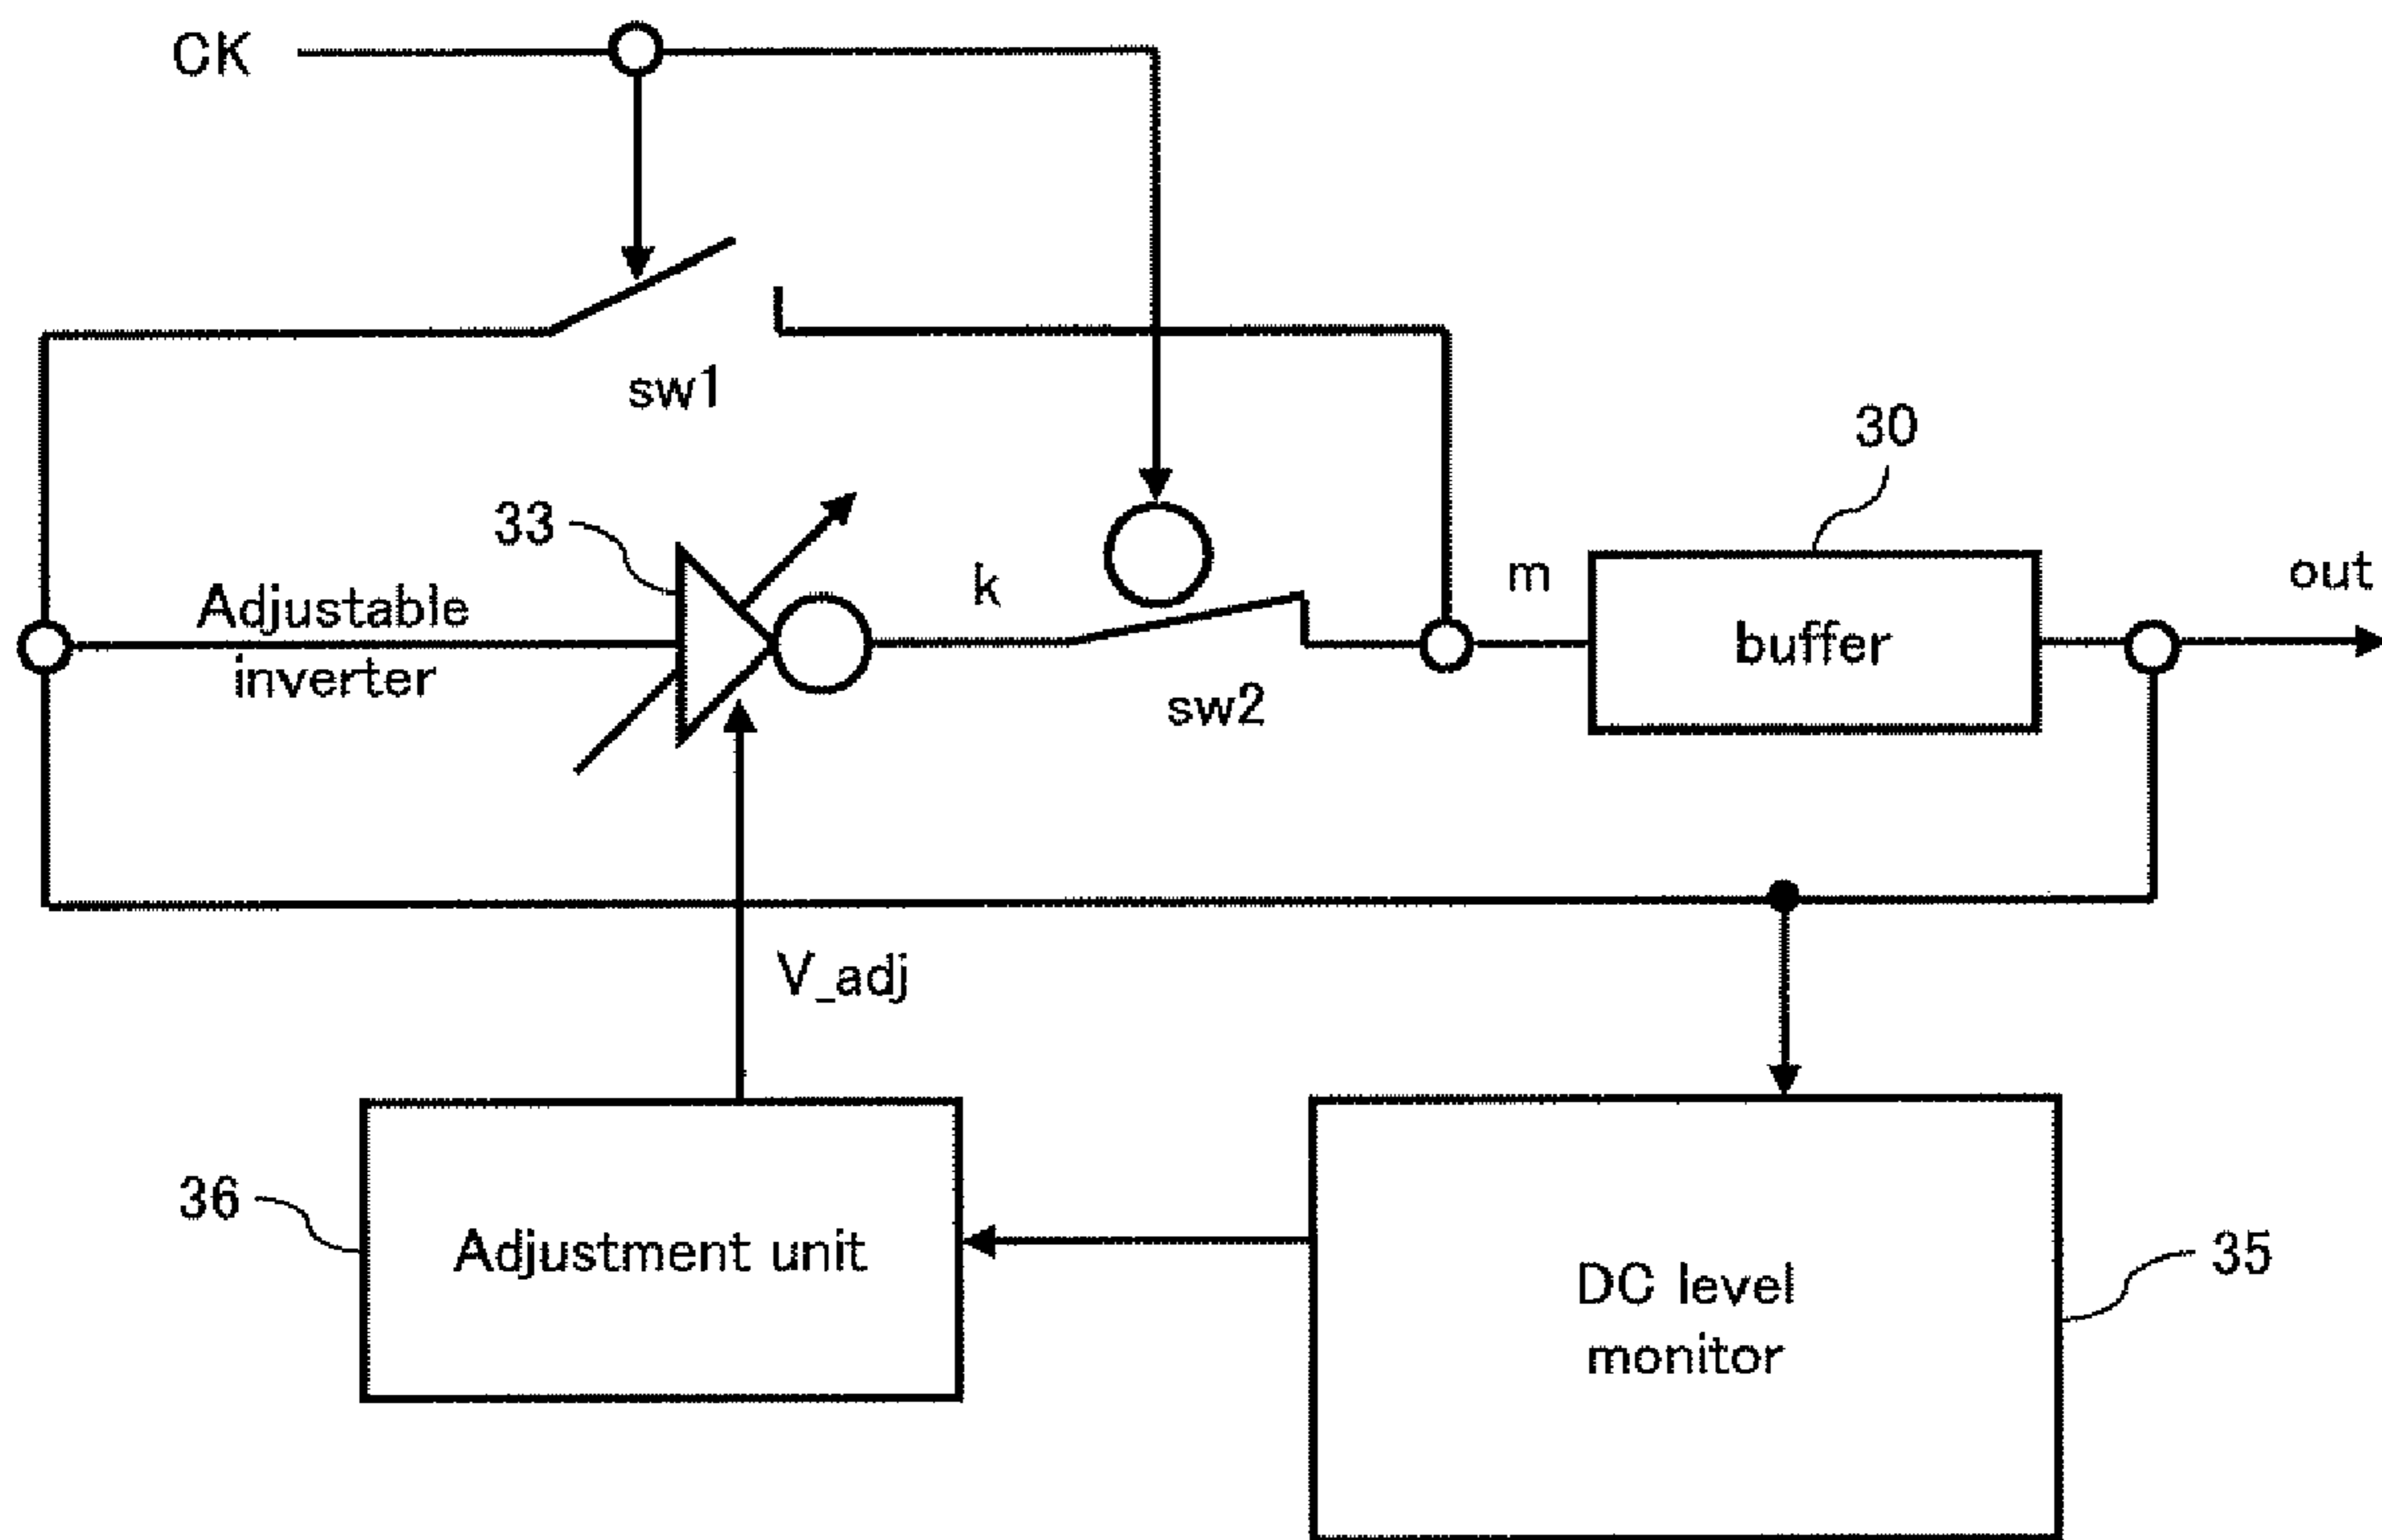 CK
sw1
30
33
k
m
out
Adjustable
inverter
buffer
sw2
V_adj
36
Adjustment unit
DC level
monitor
35